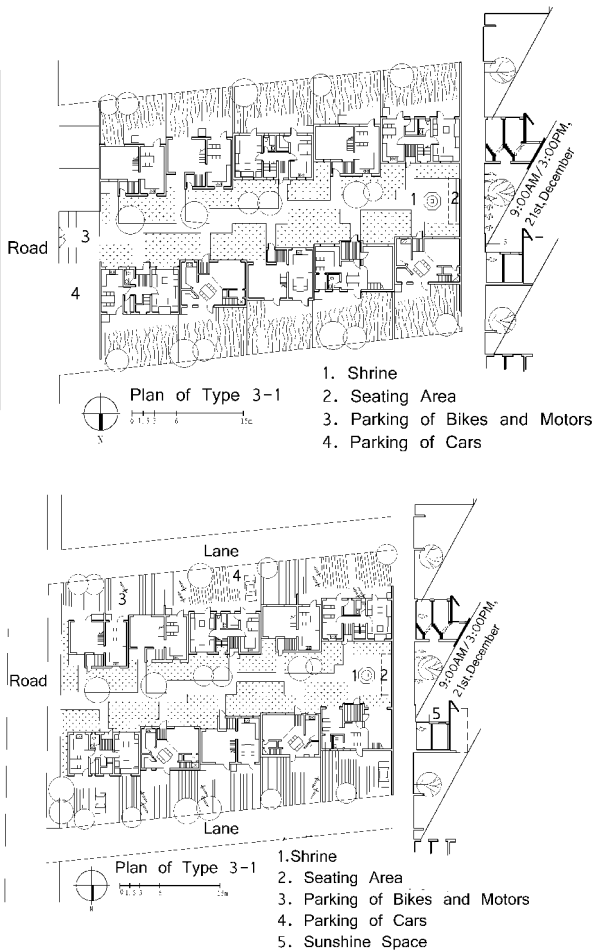 9:00AM/3:00PM,
21st.December
1 2
Road
3
4
Plan of Type 3-1
N
1. Shrine
2. Seating Area
3. Parking of Bikes and Motors
4. Parking of Cars
Lane
3
4
9:00AM/3:00PM,
21st.December
Road
1 2
5
Lane
Plan of Type 3-1
N
1.Shrine
2. Seating Area
3. Parking of Bikes and Motors
4. Parking of Cars
5. Sunshine Space